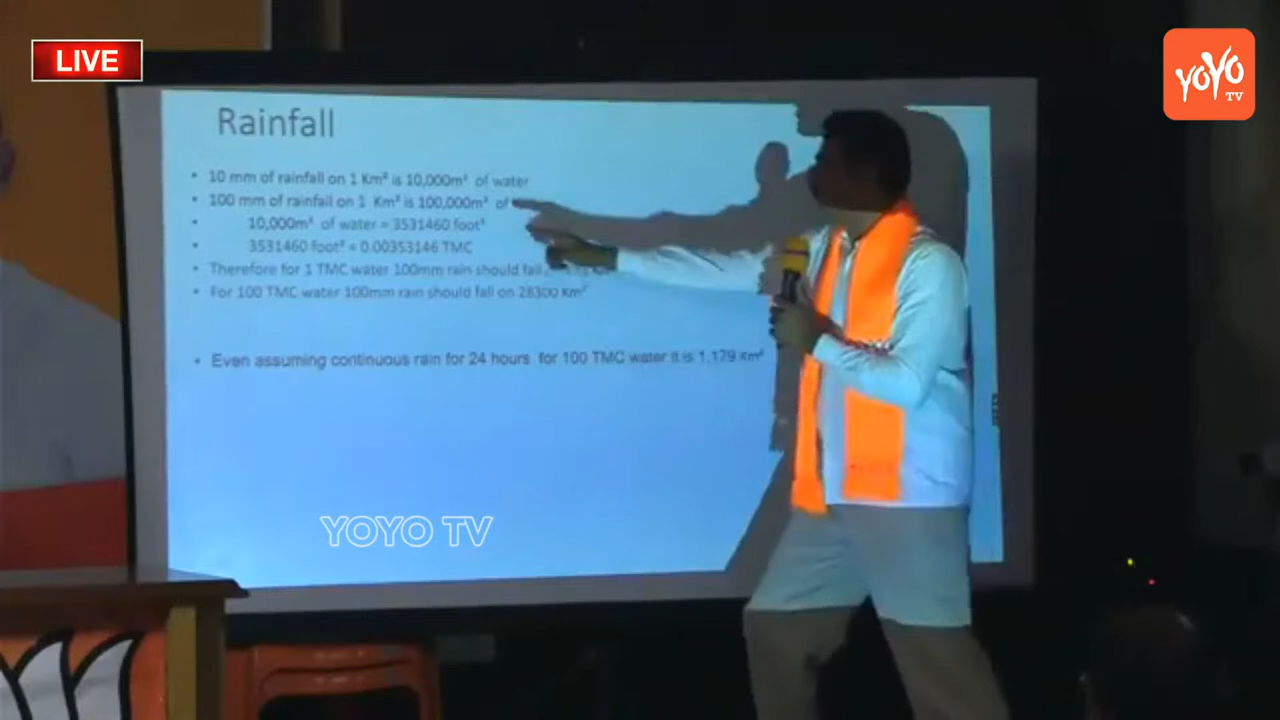 LIVE
YOYO TV
Rainfall
• 10 mm of rainfall on 1 Km² is 10,000m³ of water
• 100 mm of rainfall on 1 Km² is 100,000m³ of
• 10,000m³ of water = 3531460 foot³
• 3531460 foot³ = 0.00353146 TMC
• Therefore for 1 TMC water 100mm rain should fall
• For 100 TMC water 100mm rain should fall on 28300 Km²
• Even assuming continuous rain for 24 hours for 100 TMC water it is 1,179 Km²
YOYO TV